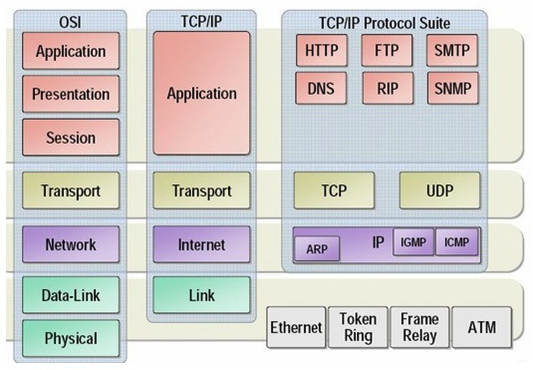 OSI
TCP/IP
TCP/IP Protocol Suite
Application
Presentation
Session
Transport
Network
Data-Link
Physical
Application
Transport
Internet
Link
HTTP
FTP
SMTP
DNS
RIP
SNMP
TCP
UDP
ARP
IP
IGMP
ICMP
Ethernet
Token
Ring
Frame
Relay
ATM